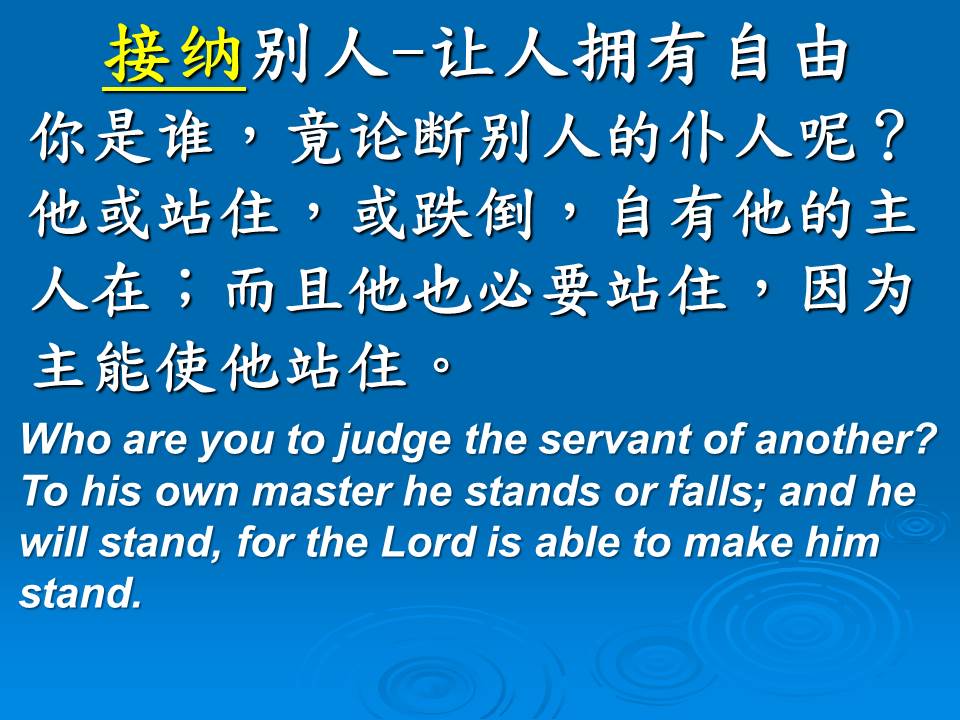 接纳别人-让人拥有自由
你是谁，竟论断别人的仆人呢？
他或站住，或跌倒，自有他的主
人在；而且他也必要站住，因为
主能使他站住。
Who are you to judge the servant of another?
To his own master he stands or falls; and he
will stand, for the Lord is able to make him
stand.